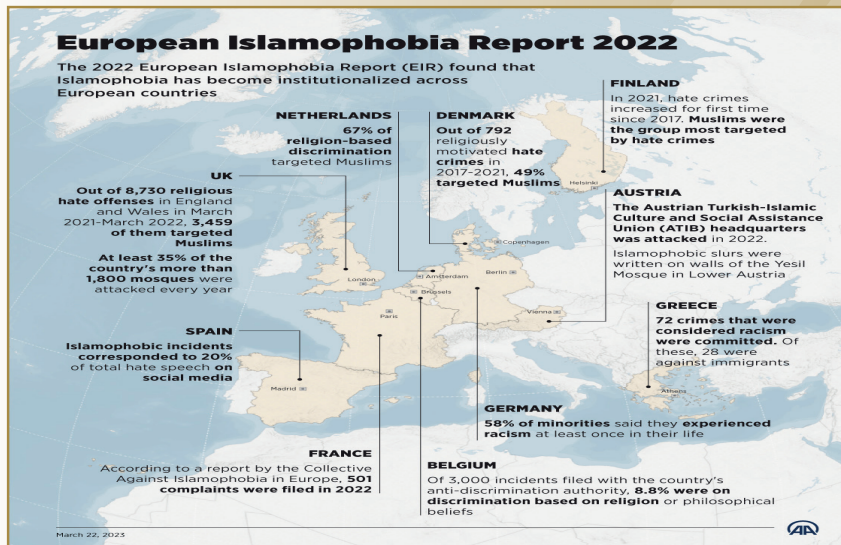 European Islamophobia Report 2022
The 2022 European Islamophobia Report (EIR) found that
Islamophobia has become institutionalized across
European countries
FINLAND
In 2021, hate crimes
increased for first time
since 2017. Muslims were
the group most targeted
by hate crimes
NETHERLANDS
67% of
religion-based
discrimination
targeted Muslims
DENMARK
Out of 792
religiously
motivated hate
crimes in
2017-2021, 49%
targeted Muslims
UK
Out of 8,730 religious
hate offenses in England
and Wales in March
2021-March 2022, 3,459
of them targeted
Muslims
At least 35% of the
country's more than
1,800 mosques were
attacked every year
AUSTRIA
The Austrian Turkish-Islamic
Culture and Social Assistance
Union (ATIB) headquarters
was attacked in 2022.
Islamophobic slurs were
written on walls of the Yesil
Mosque in Lower Austria
Helsinki
Copenhagen
London
Amsterdam
Berlin
Brussels
Paris
Vienna
Madrid
Athens
GREECE
72 crimes that were
considered racism
were committed. Of
these, 28 were
against immigrants
SPAIN
Islamophobic incidents
corresponded to 20%
of total hate speech on
social media
GERMANY
58% of minorities said they experienced
racism at least once in their life
FRANCE
According to a report by the Collective
Against Islamophobia in Europe, 501
complaints were filed in 2022
BELGIUM
Of 3,000 incidents filed with the country's
anti-discrimination authority, 8.8% were on
discrimination based on religion or philosophical
beliefs
March 22, 2023
AA